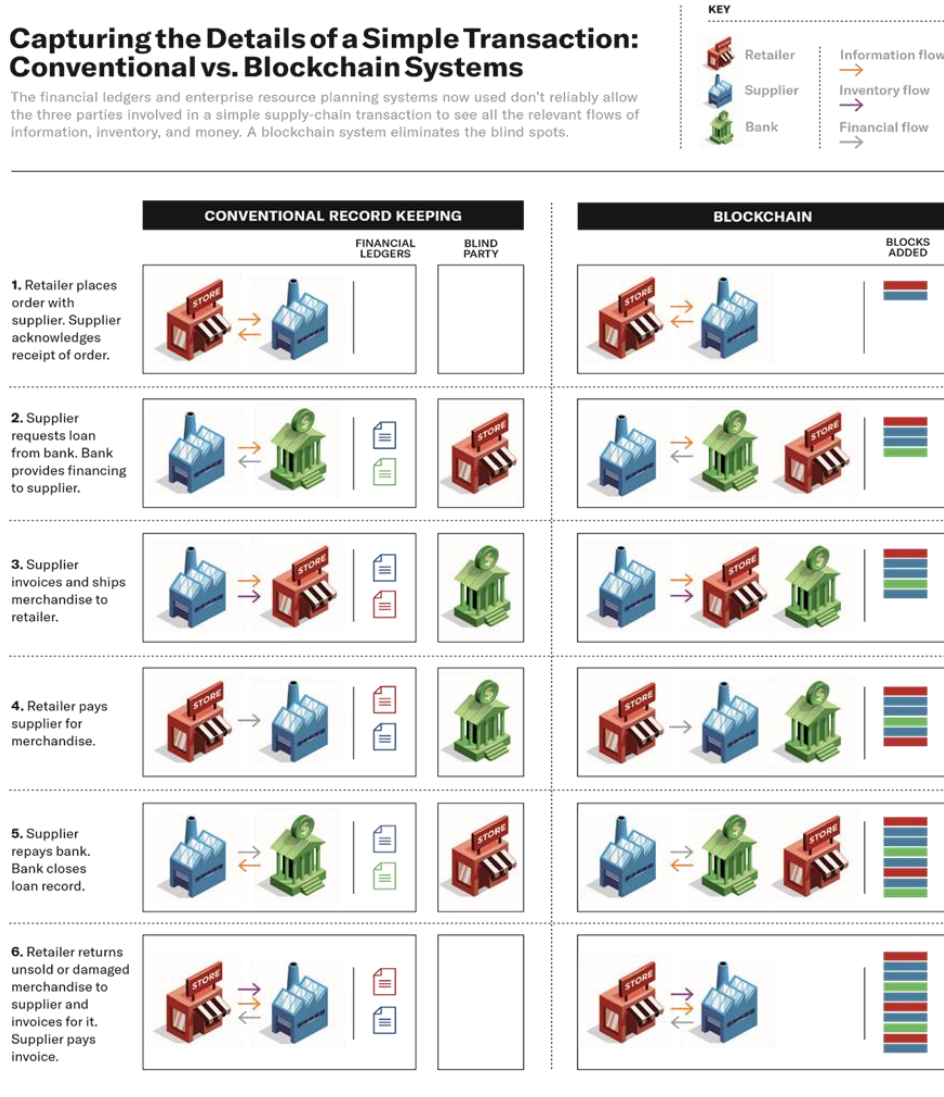 KEY
Capturing the Details of a Simple Transaction:
Conventional vs. Blockchain Systems
The financial ledgers and enterprise resource planning systems now used don't reliably allow
the three parties involved in a simple supply-chain transaction to see all the relevant flows of
information, inventory, and money. A blockchain system eliminates the blind spots.
Retailer
Supplier
Bank
Information flow
Inventory flow
Financial flow
CONVENTIONAL RECORD KEEPING
BLOCKCHAIN
FINANCIAL
LEDGERS
BLIND
PARTY
BLOCKS
ADDED
1. Retailer places
order with
supplier. Supplier
acknowledges
receipt of order.
STORE
STORE
2. Supplier
requests loan
from bank. Bank
provides financing
to supplier.
$
STORE
$
STORE
3. Supplier
invoices and ships
merchandise to
retailer.
STORE
$
STORE
$
4. Retailer pays
supplier for
merchandise.
STORE
$
STORE
$
5. Supplier
repays bank.
Bank closes
loan record.
$
STORE
$
STORE
6. Retailer returns
unsold or damaged
merchandise to
supplier and
invoices for it.
Supplier pays
invoice.
STORE
STORE